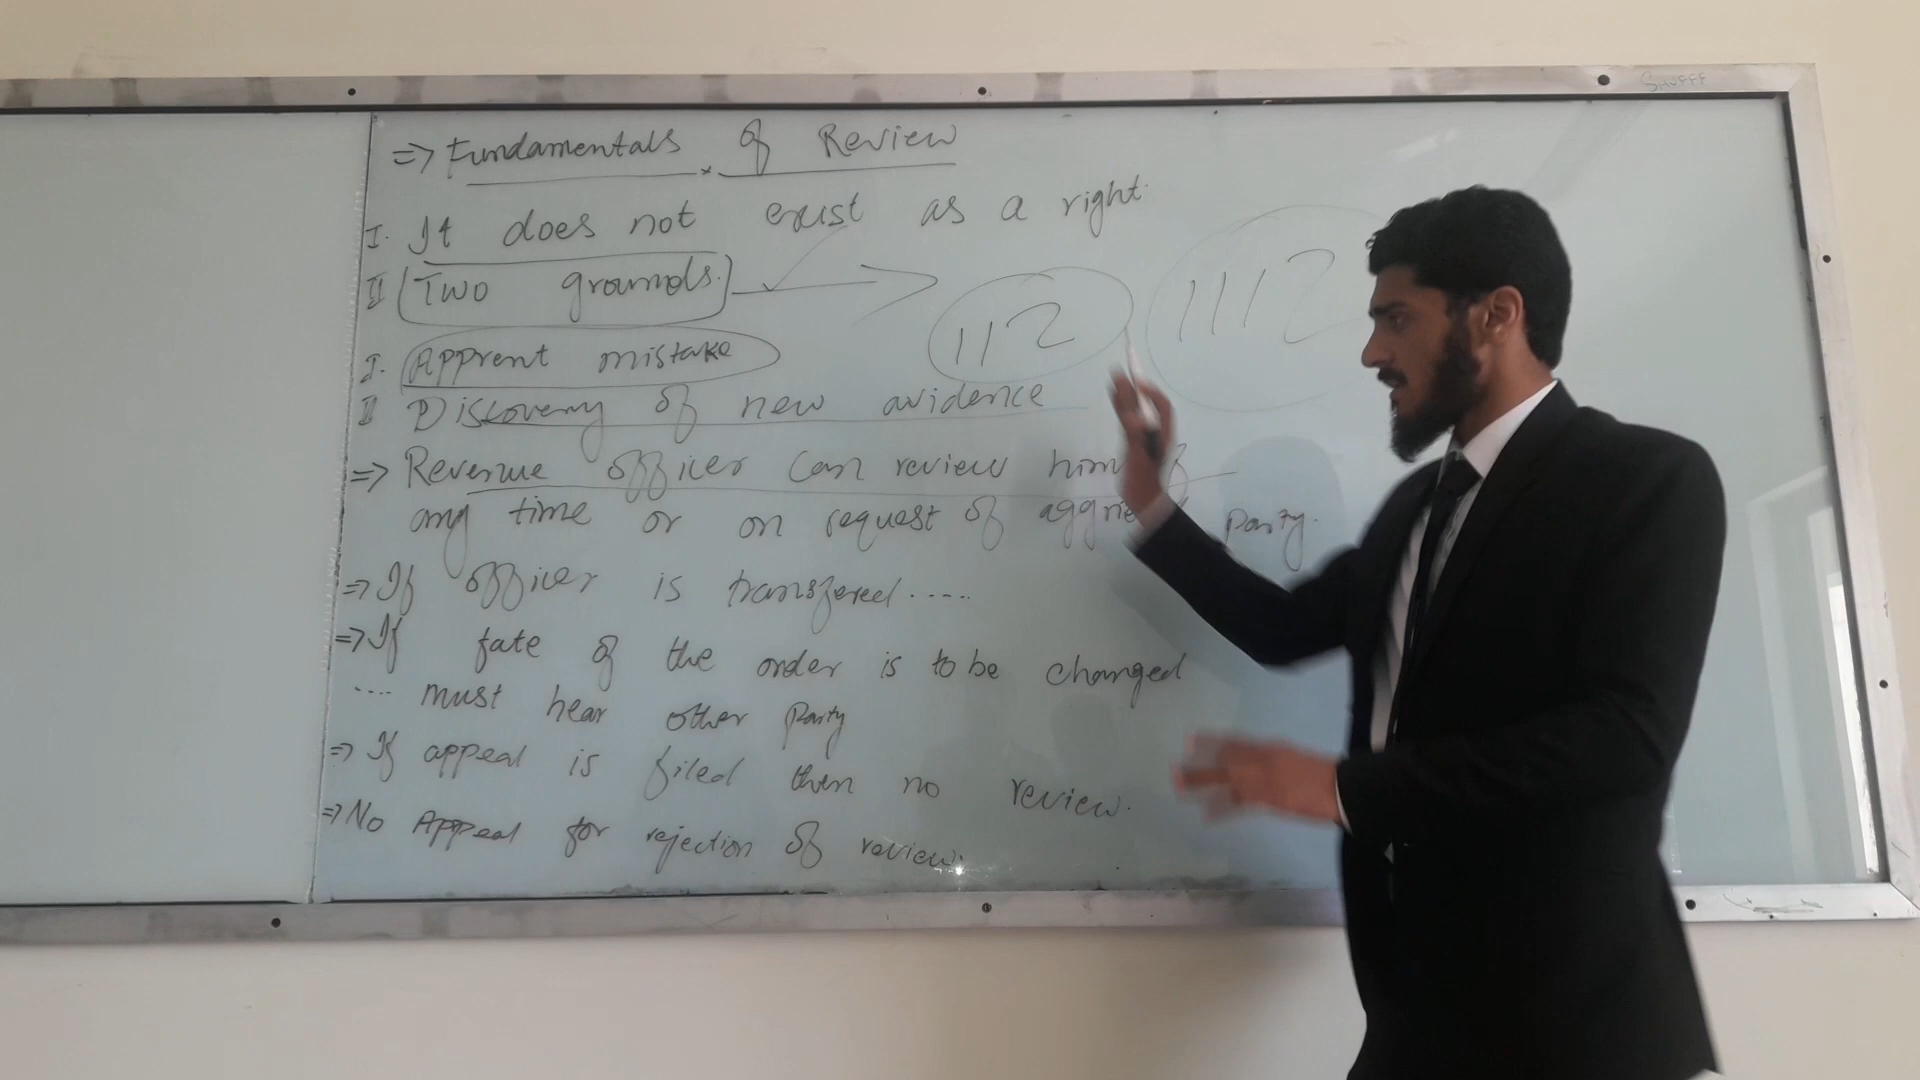 => Fundamentals of Review
I. It does not exist as a right.
II (Two grounds.)
112
1112
I. Apprent mistake
II Discovery of new avidence
=> Revenue officer can review
any time or on request of Party.
=> If officer is transfered.....
=> If fate of the order is to be changed
.... must hear other Party
=> If appeal is filed then no review.
=> No Appeal for rejection of review.